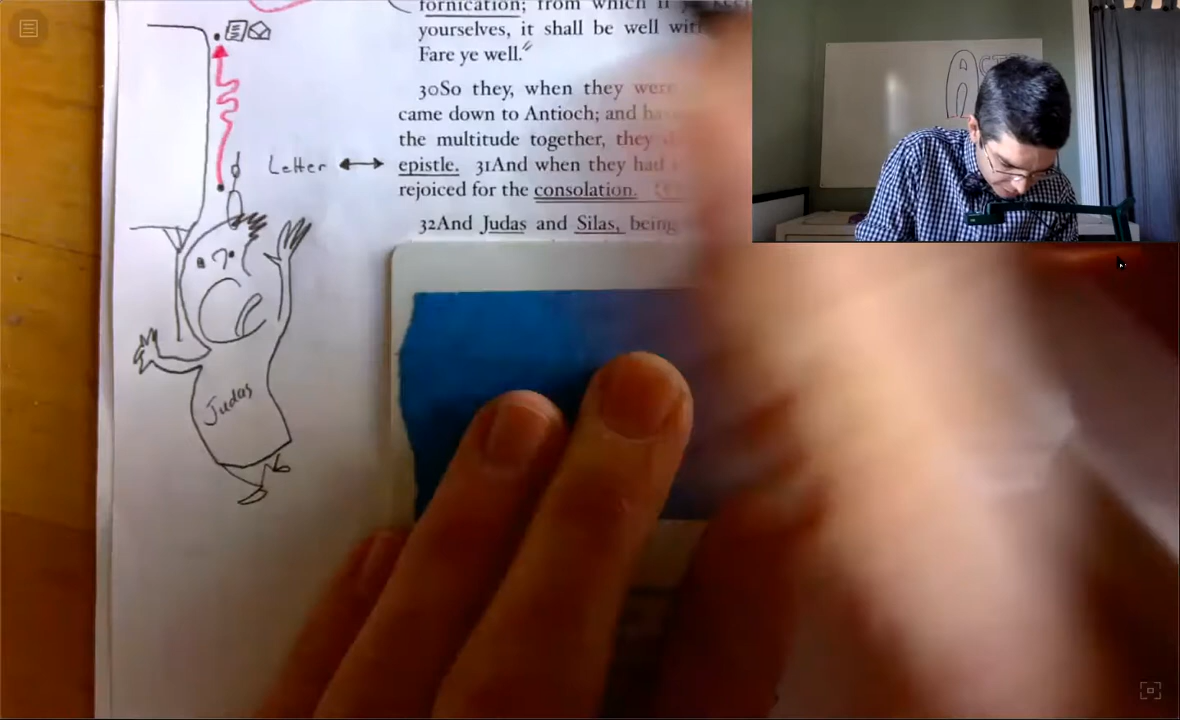 fornication; from which if
yourselves, it shall be well with
Fare ye well."
30So they, when they were
came down to Antioch; and
the multitude together, they
epistle. 31And when they had
rejoiced for the consolation.
32And Judas and Silas, being
Letter
Judas